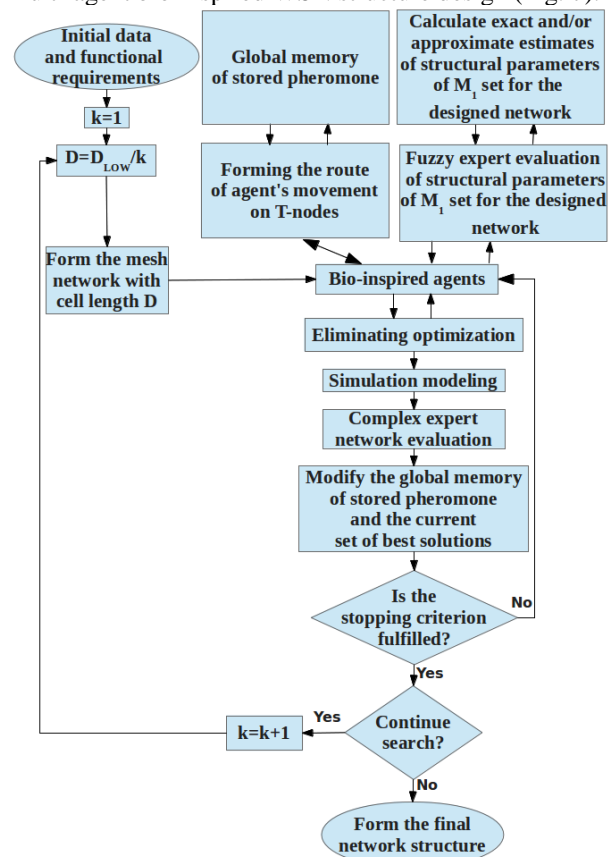 Initial data
and functional
requirements
k=1
D=D_LOW/k
Form the mesh
network with
cell length D
Global memory
of stored pheromone
Forming the route
of agent's movement
on T-nodes
Calculate exact and/or
approximate estimates
of structural parameters
of M_1 set for the
designed network
Fuzzy expert evaluation
of structural parameters
of M_1 set for the designed
network
Bio-inspired agents
Eliminating optimization
Simulation modeling
Complex expert
network evaluation
Modify the global memory
of stored pheromone
and the current
set of best solutions
Is the
stopping criterion
fulfilled?
No
Yes
Continue
search?
Yes
k=k+1
No
Form the final
network structure